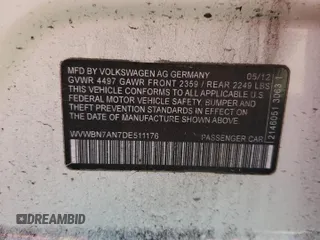 MFD BY VOLKSWAGEN AG GERMANY 05/12
GVWR 4497 GAWR FRONT 2359 / REAR 2249 LBS
THIS VEHICLE CONFORMS TO ALL APPLICABLE
FEDERAL MOTOR VEHICLE SAFETY, BUMPER,
AND THEFT PREVENTION STANDARDS IN
EFFECT ON THE DATE OF MANUFACTURE
SHOWN ABOVE
WVWBN7AN7DE511176 PASSENGER CAR
2148051
DREAMBID